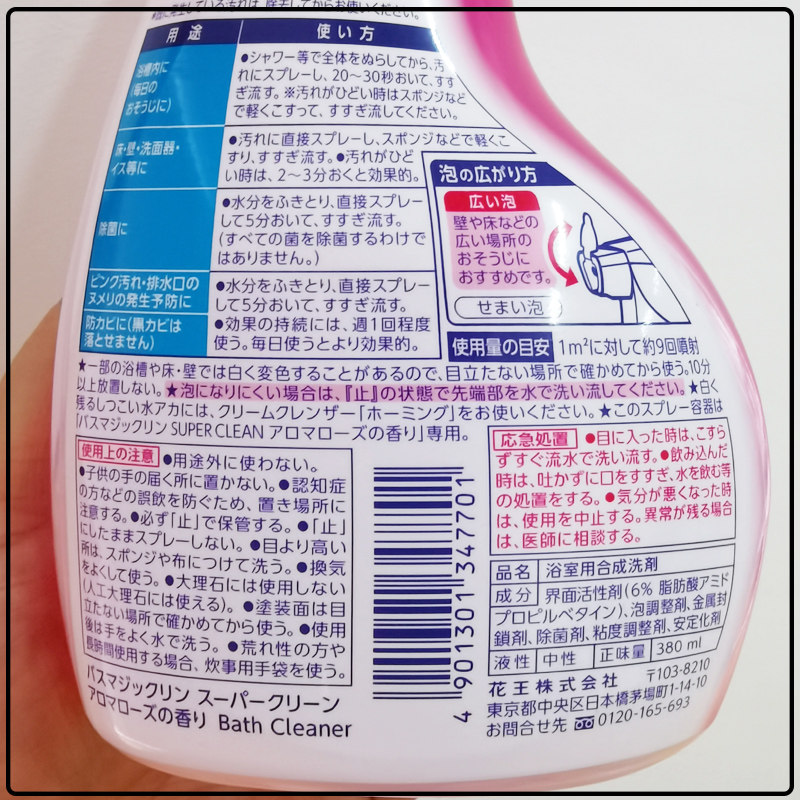 ★発生している汚れは、除去してからお使いください。
用途
使い方
浴槽内に
(毎日の
おそうじに)
●シャワー等で全体をぬらしてから、汚
れにスプレーし、20〜30秒おいて、すす
ぎ流す。※汚れがひどい時はスポンジなど
で軽くこすって、すすぎ流してください。
床・壁・洗面器・
イス等に
●汚れに直接スプレーし、スポンジなどで軽くこ
すり、すすぎ流す。●汚れがひど
い時は、2〜3分おくと効果的。
除菌に
●水分をふきとり、直接スプレー
して5分おいて、すすぎ流す。
(すべての菌を除菌するわけで
はありません。)
ピンク汚れ・排水口の
ヌメリの発生予防に
防カビに(黒カビは
落とせません)
●水分をふきとり、直接スプレー
して5分おいて、すすぎ流す。
●効果の持続には、週1回程度
使う。毎日使うとより効果的。
泡の広がり方
広い泡
壁や床などの
広い場所の
おそうじに
おすすめです。
せまい泡
使用量の目安 1m²に対して約9回噴射
★一部の浴槽や床・壁では白く変色することがあるので、目立たない場所で確かめてから使う。10分
以上放置しない。★泡になりにくい場合は、『止』の状態で先端部を水で洗い流してください。★白く
残るしつこい水アカには、クリームクレンザー「ホーミング」をお使いください。★このスプレー容器は
「バスマジックリン SUPER CLEAN アロマローズの香り」専用。
使用上の注意 ●用途外に使わない。
●子供の手の届く所に置かない。●認知症
の方などの誤飲を防ぐため、置き場所に
注意する。●必ず「止」で保管する。●「止」
にしたままスプレーしない。●目より高い
所は、スポンジや布につけて洗う。●換気
をよくして使う。●大理石には使用しない
(人工大理石には使える)。●塗装面は目
立たない場所で確かめてから使う。●使用
後は手をよく水で洗う。●荒れ性の方や
長時間使用する場合、炊事用手袋を使う。
バスマジックリン スーパークリーン
アロマローズの香り Bath Cleaner
4 901301 347701
応急処置 ●目に入った時は、こすら
ずすぐ流水で洗い流す。●飲み込んだ
時は、吐かずに口をすすぎ、水を飲む等
の処置をする。●気分が悪くなった時
は、使用を中止する。異常が残る場合
は、医師に相談する。
品名 浴室用合成洗剤
成分 界面活性剤(6% 脂肪酸アミド
プロピルベタイン)、泡調整剤、金属封
鎖剤、除菌剤、粘度調整剤、安定化剤
液性 中性 正味量 380 ml
花王株式会社 〒103-8210
東京都中央区日本橋茅場町1-14-10
お問合せ先 0120-165-693